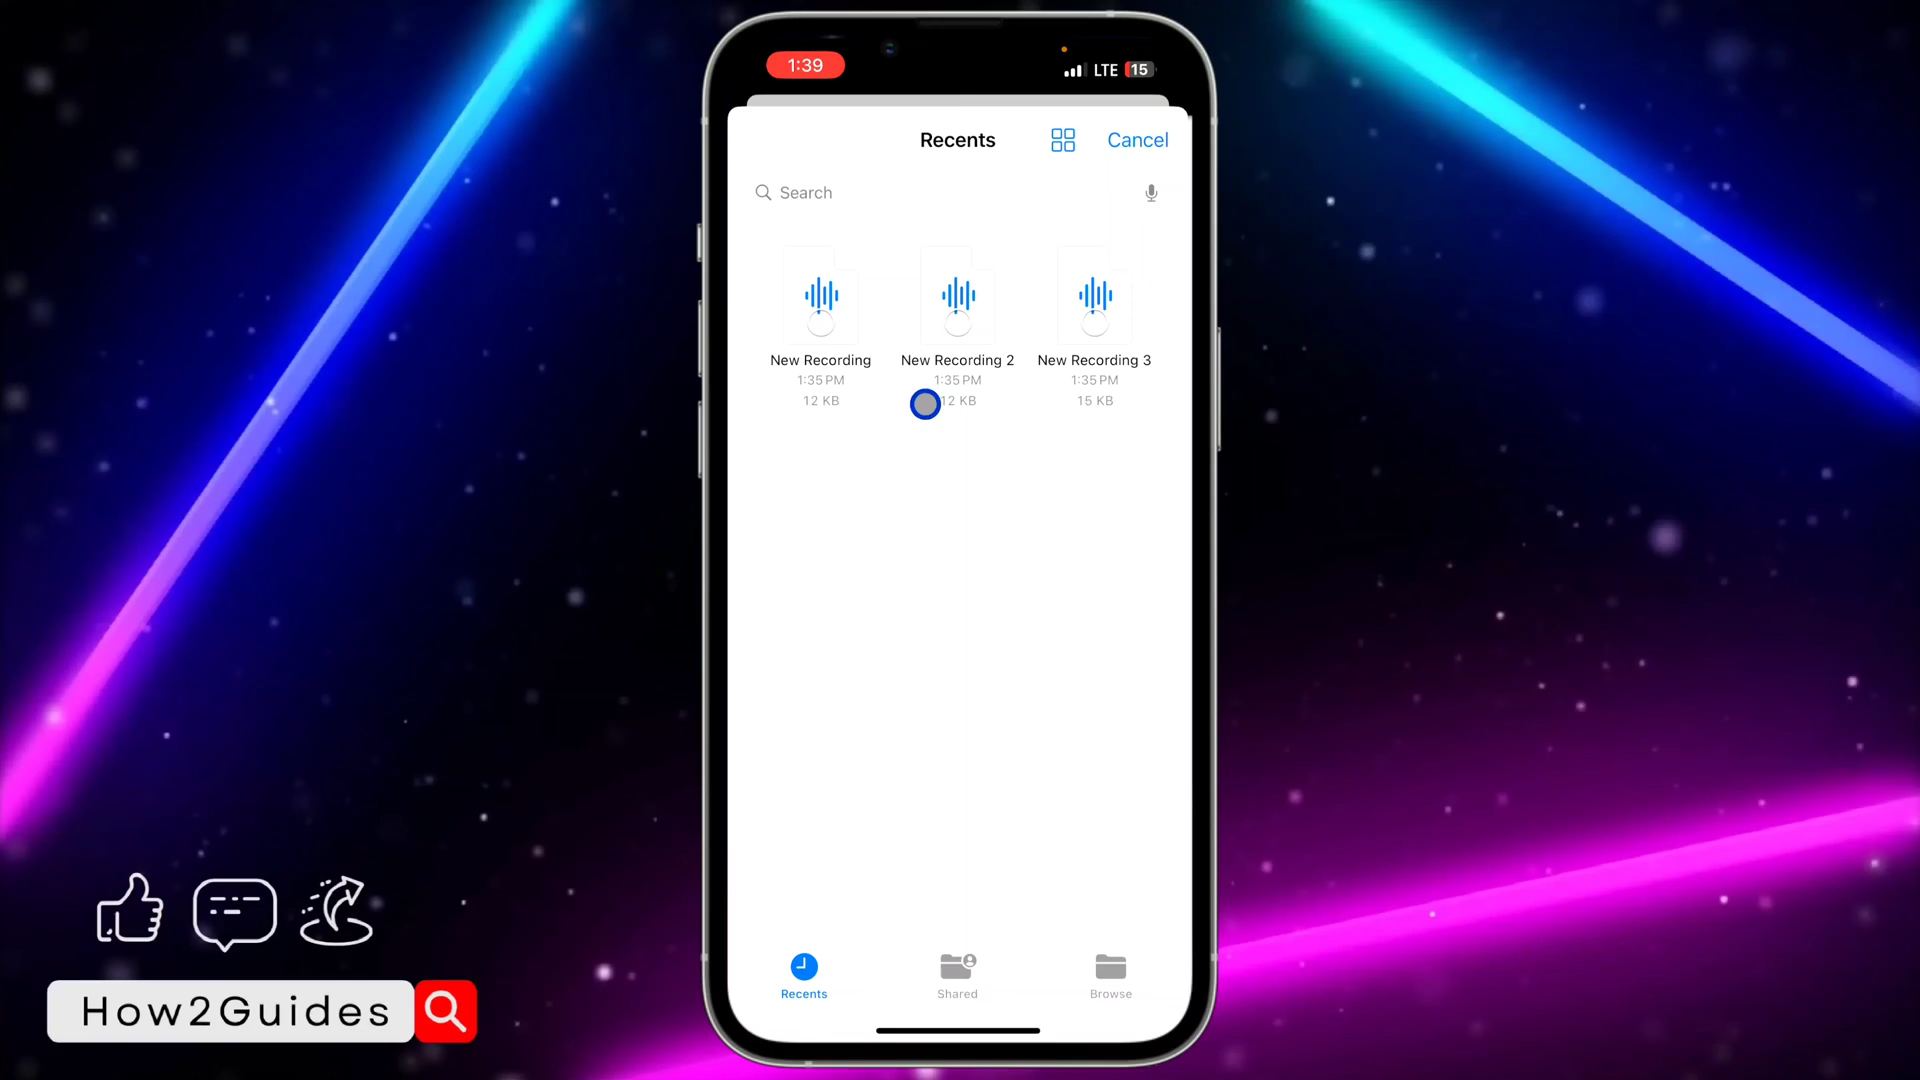 1:39
LTE 15
Recents
Cancel
Search
New Recording
1:35 PM
12 KB
New Recording 2
1:35 PM
12 KB
New Recording 3
1:35 PM
15 KB
Recents
Shared
Browse
How2Guides